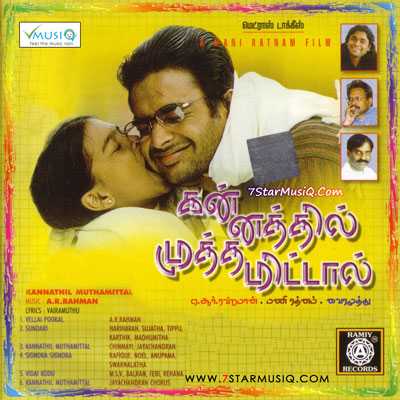 VMUSIQ
feel the music now
மெட்ராஸ் டாக்கீஸ்
A MANI RATNAM FILM
7StarMusiQ.Com
கன்னத்தில்
முத்தமிட்டால்
ஏ.ஆர்.ரஹ்மான் . மணி ரத்னம் . வைரமுத்து
KANNATHIL MUTHAMITTAL
MUSIC : A.R.RAHMAN
LYRICS : VAIRAMUTHU
1. VELLAI POOKAL A.R.RAHMAN
2. SUNDARI HARIHARAN, SUJATHA, TIPPU,
KARTHIK, MADHUMITHA
3. KANNATHIL MUTHAMITTAL CHINMAYI, JAYACHANDRAN
4. SIGNORA SIGNORA RAFIQUE, NOEL, ANUPAMA,
SWARNALATHA
5. VIDAI KODU M.S.V, BALRAM, FEBI, REHANA
6. KANNATHIL MUTHAMITTAL JAYACHANDRAN CHORUS
RAMIY
RECORDS
WWW.7STARMUSIQ.COM